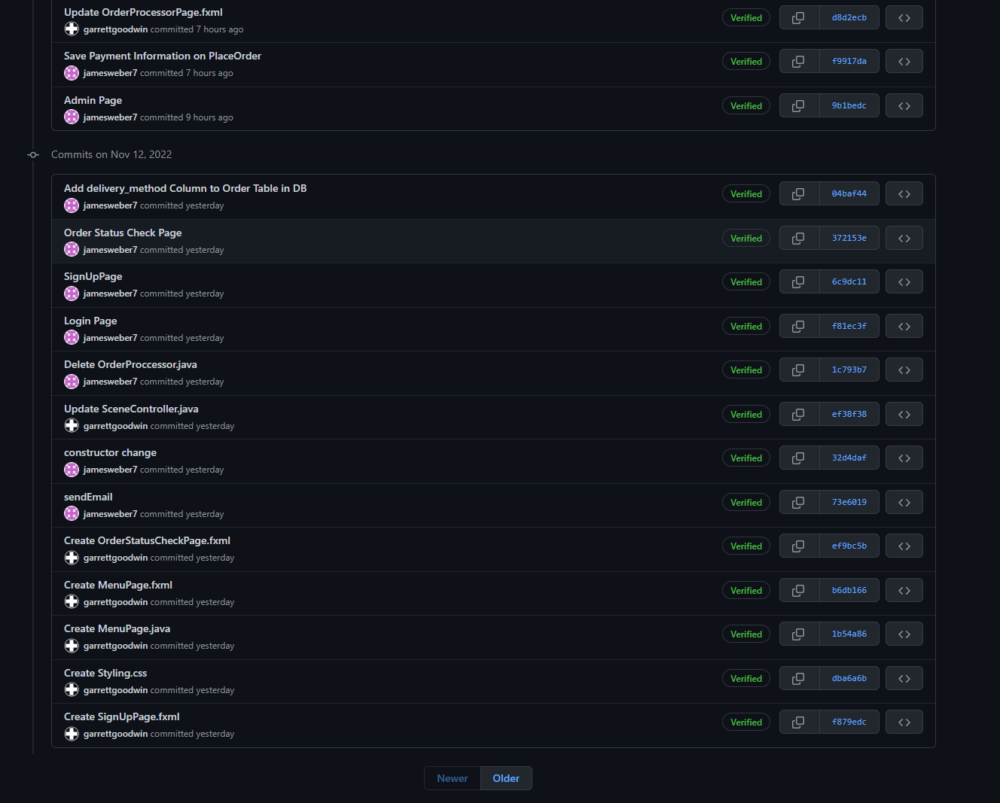 Update OrderProcessorPage.fxml
Verified
d8d2ecb
garrettgoodwin committed 7 hours ago
Save Payment Information on PlaceOrder
Verified
f9917da
jamesweber7 committed 7 hours ago
Admin Page
Verified
9b1bedc
jamesweber7 committed 9 hours ago
Commits on Nov 12, 2022
Add delivery_method Column to Order Table in DB
Verified
04baf44
jamesweber7 committed yesterday
Order Status Check Page
Verified
372153e
jamesweber7 committed yesterday
SignUpPage
Verified
6c9dc11
jamesweber7 committed yesterday
Login Page
Verified
f81ec3f
jamesweber7 committed yesterday
Delete OrderProccessor.java
Verified
1c793b7
jamesweber7 committed yesterday
Update SceneController.java
Verified
ef38f38
garrettgoodwin committed yesterday
constructor change
Verified
32d4daf
jamesweber7 committed yesterday
sendEmail
Verified
73e6019
jamesweber7 committed yesterday
Create OrderStatusCheckPage.fxml
Verified
ef9bc5b
garrettgoodwin committed yesterday
Create MenuPage.fxml
Verified
b6db166
garrettgoodwin committed yesterday
Create MenuPage.java
Verified
1b54a86
garrettgoodwin committed yesterday
Create Styling.css
Verified
dba6a6b
garrettgoodwin committed yesterday
Create SignUpPage.fxml
Verified
f879edc
garrettgoodwin committed yesterday
Newer
Older